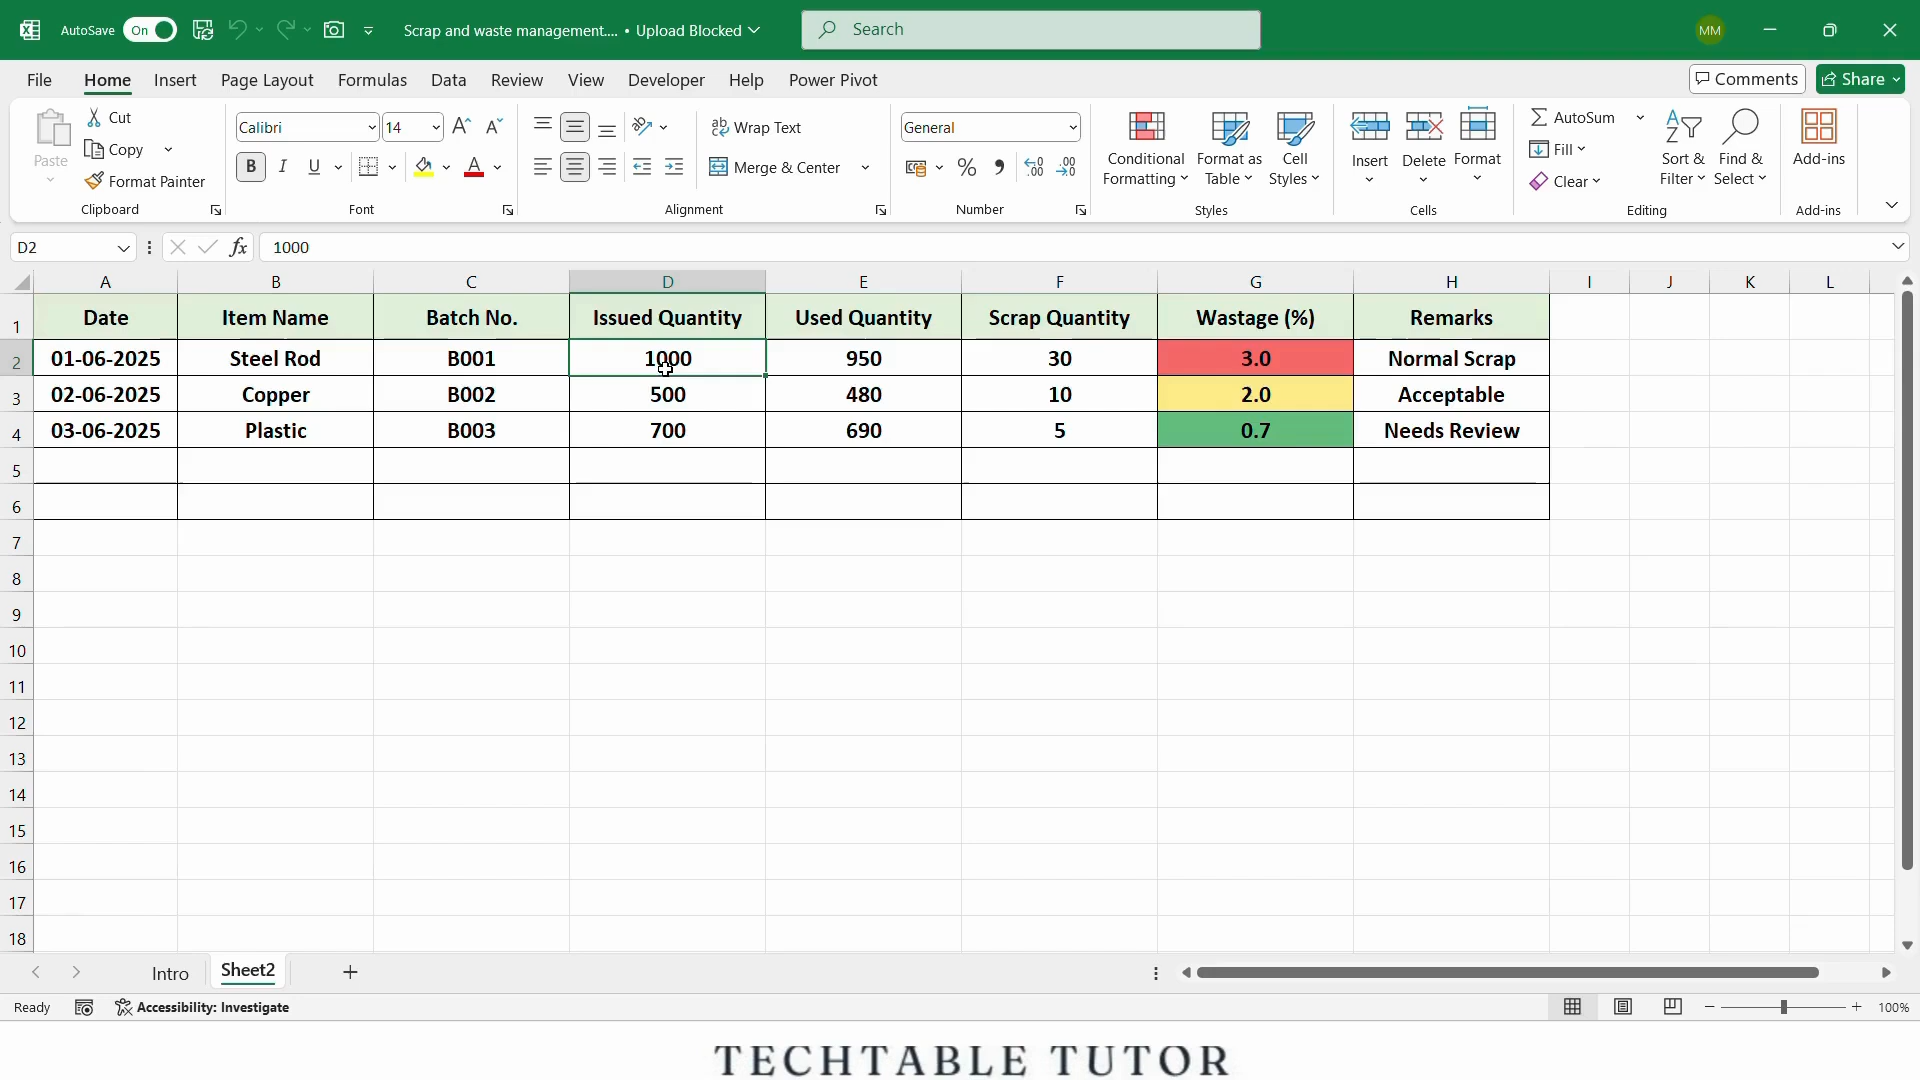 AutoSave On Scrap and waste management.... • Upload Blocked Search MM
File Home Insert Page Layout Formulas Data Review View Developer Help Power Pivot Comments Share
Paste Cut Copy Format Painter Clipboard
Calibri 14 B I U A Font
ab Wrap Text Merge & Center Alignment
General % Number
Conditional Formatting Format as Table Cell Styles Styles
Insert Delete Format Cells
AutoSum Fill Clear Sort & Filter Find & Select Editing
Add-ins Add-ins
D2 fx 1000
A B C D E F G H I J K L
1 Date Item Name Batch No. Issued Quantity Used Quantity Scrap Quantity Wastage (%) Remarks
2 01-06-2025 Steel Rod B001 1000 950 30 3.0 Normal Scrap
3 02-06-2025 Copper B002 500 480 10 2.0 Acceptable
4 03-06-2025 Plastic B003 700 690 5 0.7 Needs Review
5
6
7
8
9
10
11
12
13
14
15
16
17
18
Intro Sheet2
Ready Accessibility: Investigate 100%
TECHTABLE TUTOR